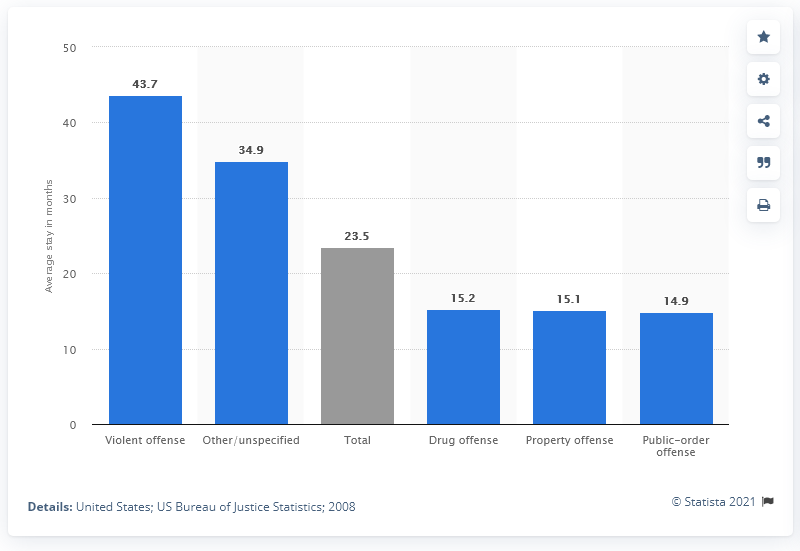 50
40
30
20
10
0
Average stay in months
43.7
34.9
23.5
15.2
15.1
14.9
Violent offense
Other/unspecified
Total
Drug offense
Property offense
Public-order
offense
Details: United States; US Bureau of Justice Statistics; 2008
© Statista 2021